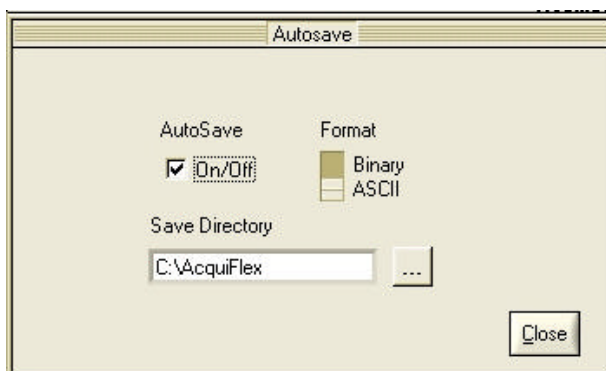 Autosave
AutoSave Format
On/Off Binary
ASCII
Save Directory
C:\AcquiFlex ...
Close